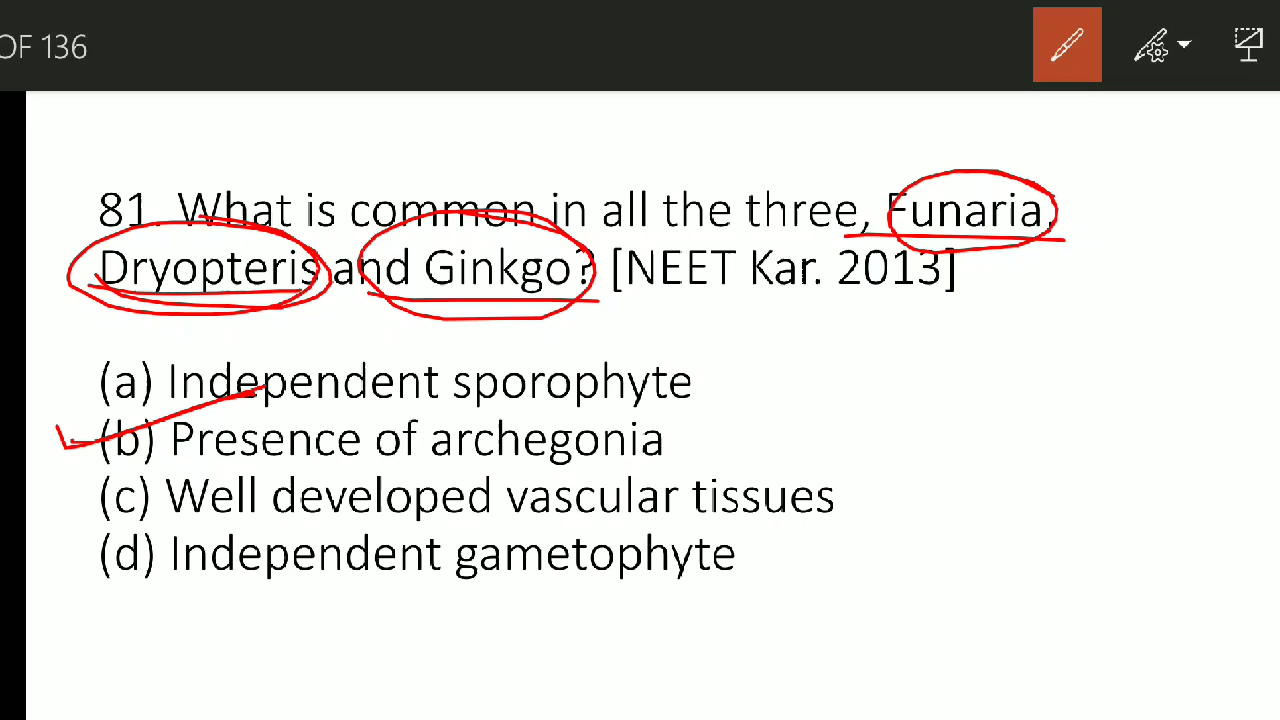 OF 136
81. What is common in all the three, Funaria,
Dryopteris and Ginkgo? [NEET Kar. 2013]
(a) Independent sporophyte
(b) Presence of archegonia
(c) Well developed vascular tissues
(d) Independent gametophyte